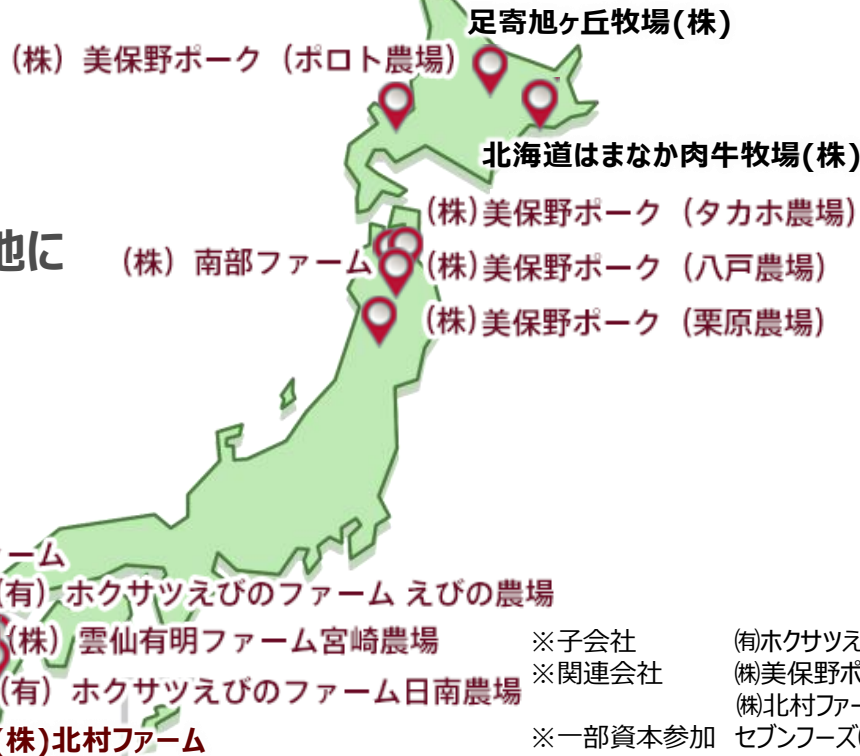 足寄旭ヶ丘牧場(株)
(株) 美保野ポーク (ポロト農場)
北海道はまなか肉牛牧場(株)
(株) 美保野ポーク (タカホ農場)
他に
(株) 南部ファーム
(株) 美保野ポーク (八戸農場)
(株) 美保野ポーク (栗原農場)
ーム
(有) ホクサツえびのファーム えびの農場
(株) 雲仙有明ファーム宮崎農場
(有) ホクサツえびのファーム日南農場
(株)北村ファーム
※子会社 ㈲ホクサツえ
※関連会社 ㈱美保野ポ
㈱北村ファー
※一部資本参加 セブンフーズ(